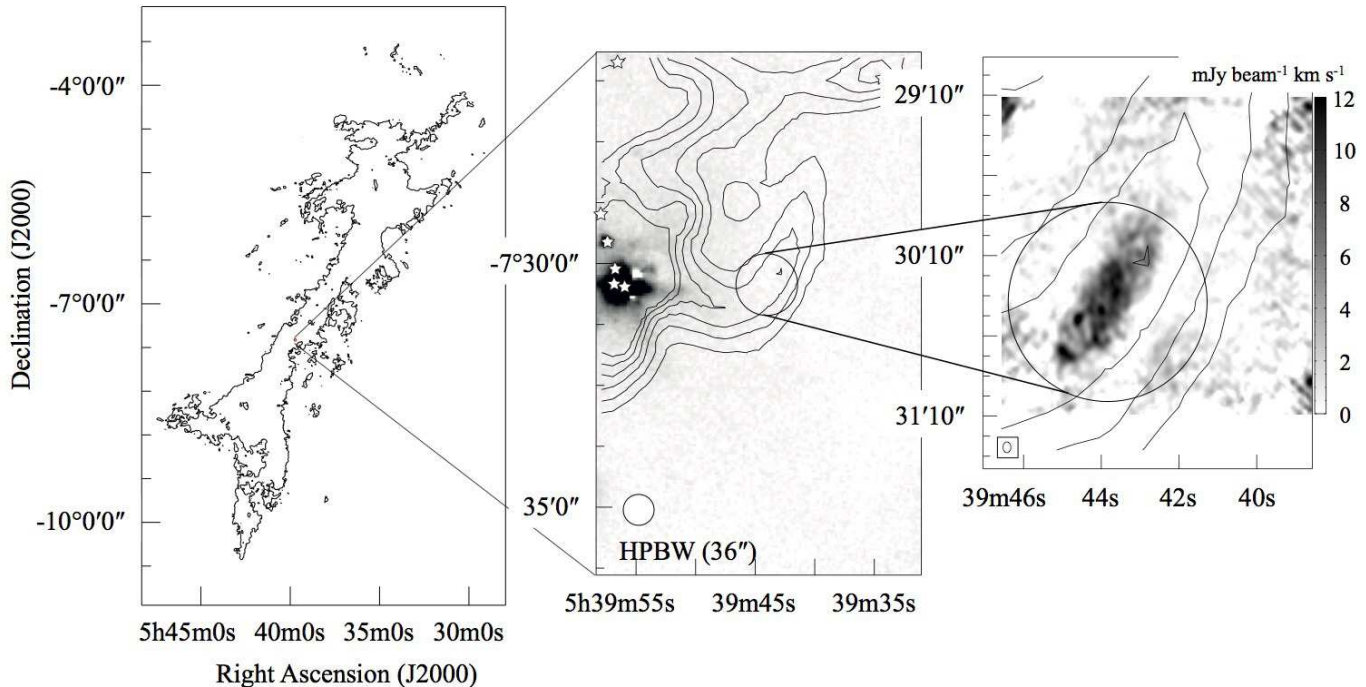 Declination (J2000)
-4°0′0″
-7°0′0″
-10°0′0″
5h45m0s 40m0s 35m0s 30m0s
Right Ascension (J2000)
-7°30′0″
35′0″
HPBW (36″)
5h39m55s 39m45s 39m35s
29′10″
30′10″
31′10″
39m46s 44s 42s 40s
mJy beam⁻¹ km s⁻¹
12
10
8
6
4
2
0